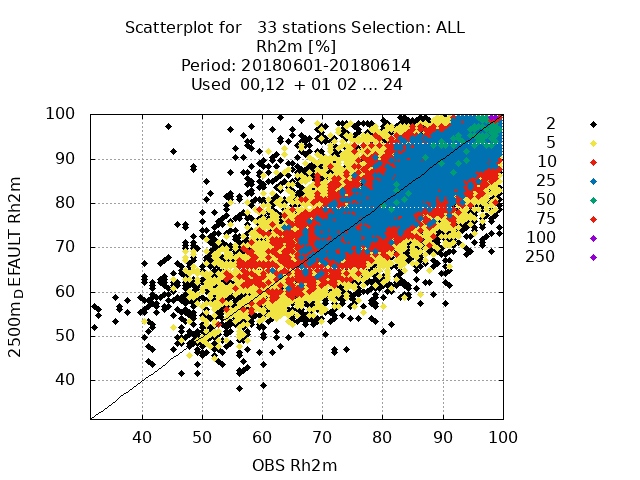 Scatterplot for 33 stations Selection: ALL
Rh2m [%]
Period: 20180601-20180614
Used 00,12 + 01 02 ... 24
100
90
80
70
60
50
40
2500m_DEFAULT Rh2m
40 50 60 70 80 90 100
OBS Rh2m
2
5
10
25
50
75
100
250